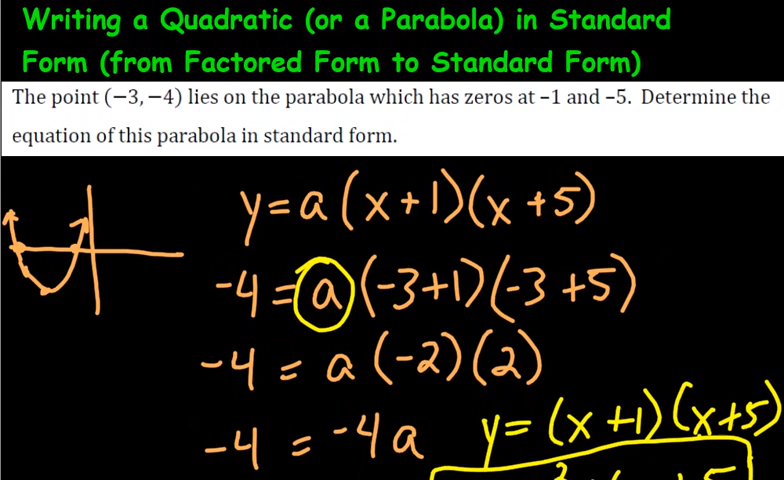 Writing a Quadratic (or a Parabola) in Standard
Form (from Factored Form to Standard Form)
The point (−3, −4) lies on the parabola which has zeros at −1 and −5. Determine the
equation of this parabola in standard form.
y = a (x + 1)(x + 5)
-4 = a (-3+1)(-3+5)
-4 = a (-2)(2)
-4 = -4a
y = (x+1)(x+5)